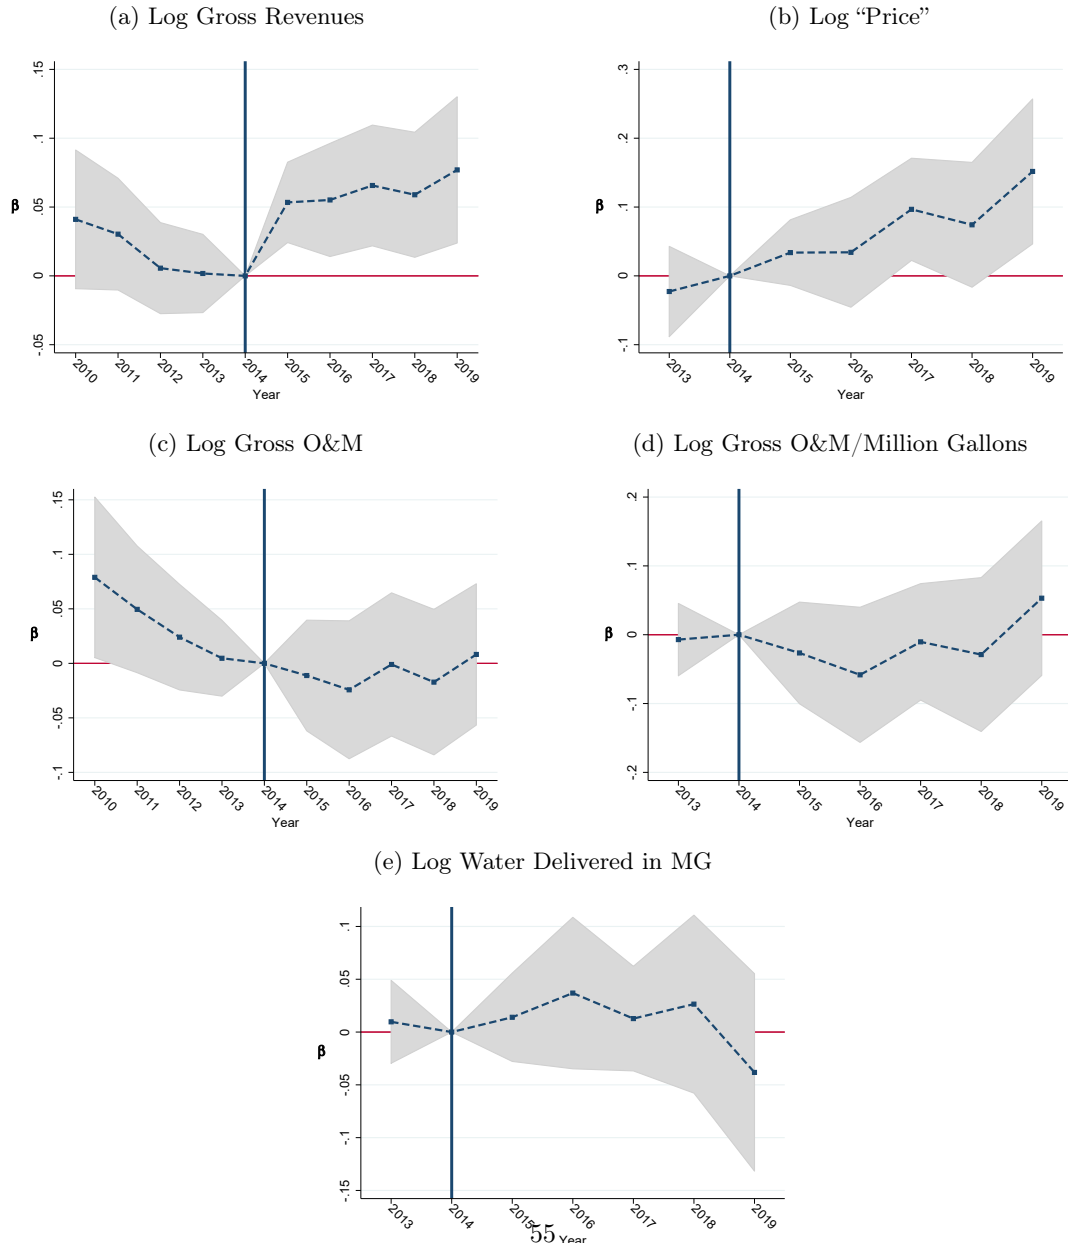 (a) Log Gross Revenues
.15
.1
.05
0
-.05
β
2010 2011 2012 2013 2014 2015 2016 2017 2018 2019
Year
(b) Log “Price”
.3
.2
.1
0
-.1
β
2013 2014 2015 2016 2017 2018 2019
Year
(c) Log Gross O&M
.15
.1
.05
0
-.05
-.1
β
2010 2011 2012 2013 2014 2015 2016 2017 2018 2019
Year
(d) Log Gross O&M/Million Gallons
.2
.1
0
-.1
-.2
β
2013 2014 2015 2016 2017 2018 2019
Year
(e) Log Water Delivered in MG
.1
.05
0
-.05
-.1
-.15
β
2013 2014 2015 2016 2017 2018 2019
Year
55